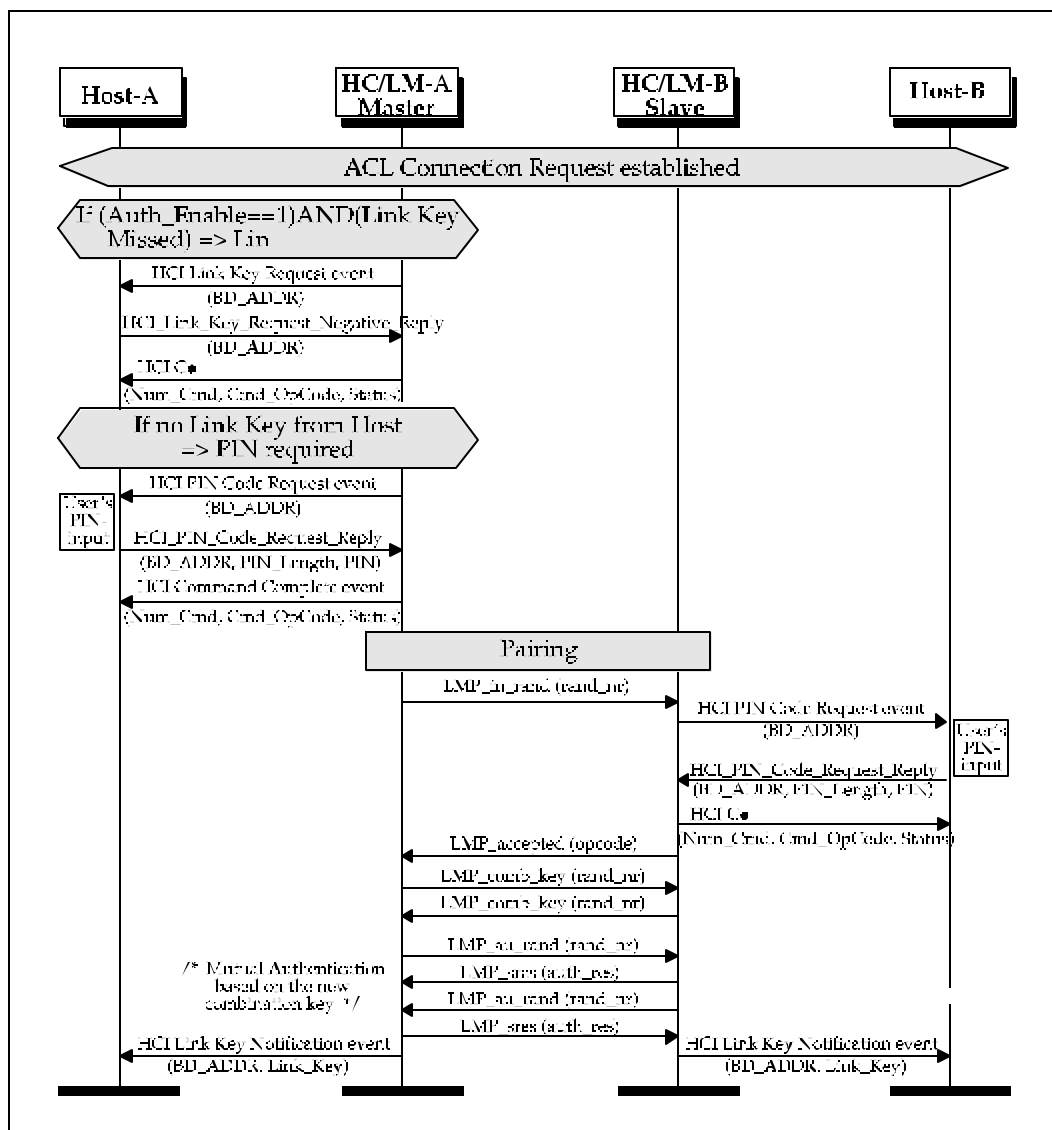 Host-A
HC/LM-A
Master
HC/LM-B
Slave
Host-B
ACL Connection Request established
If (Auth_Enable==1)AND(Link Key
Missed) => Lin
HCI Link Key Request event
(BD_ADDR)
HCI_Link_Key_Request_Negative_Reply
(BD_ADDR)
HCI C
(Num_Cmd, Cmd_OpCode, Status)
If no Link Key from Host
=> PIN required
HCI PIN Code Request event
(BD_ADDR)
User's
PIN-
Input
HCI_PIN_Code_Request_Reply
(BD_ADDR, PIN_Length, PIN)
HCI Command Complete event
(Num_Cmd, Cmd_OpCode, Status)
Pairing
LMP_in_rand (rand_nr)
HCI PIN Code Request event
(BD_ADDR)
User's
PIN-
input
HCI_PIN_Code_Request_Reply
(BD_ADDR, PIN_Length, PIN)
HCI C
(Num_Cmd, Cmd_OpCode, Status)
LMP_accepted (opcode)
LMP_comb_key (rand_nr)
LMP_comb_key (rand_nr)
LMP_au_rand (rand_nr)
/* Mutual Authentication
based on the new
combination key */
LMP_sres (auth_res)
LMP_au_rand (rand_nr)
LMP_sres (auth_res)
HCI Link Key Notification event
(BD_ADDR, Link_Key)
HCI Link Key Notification event
(BD_ADDR, Link_Key)